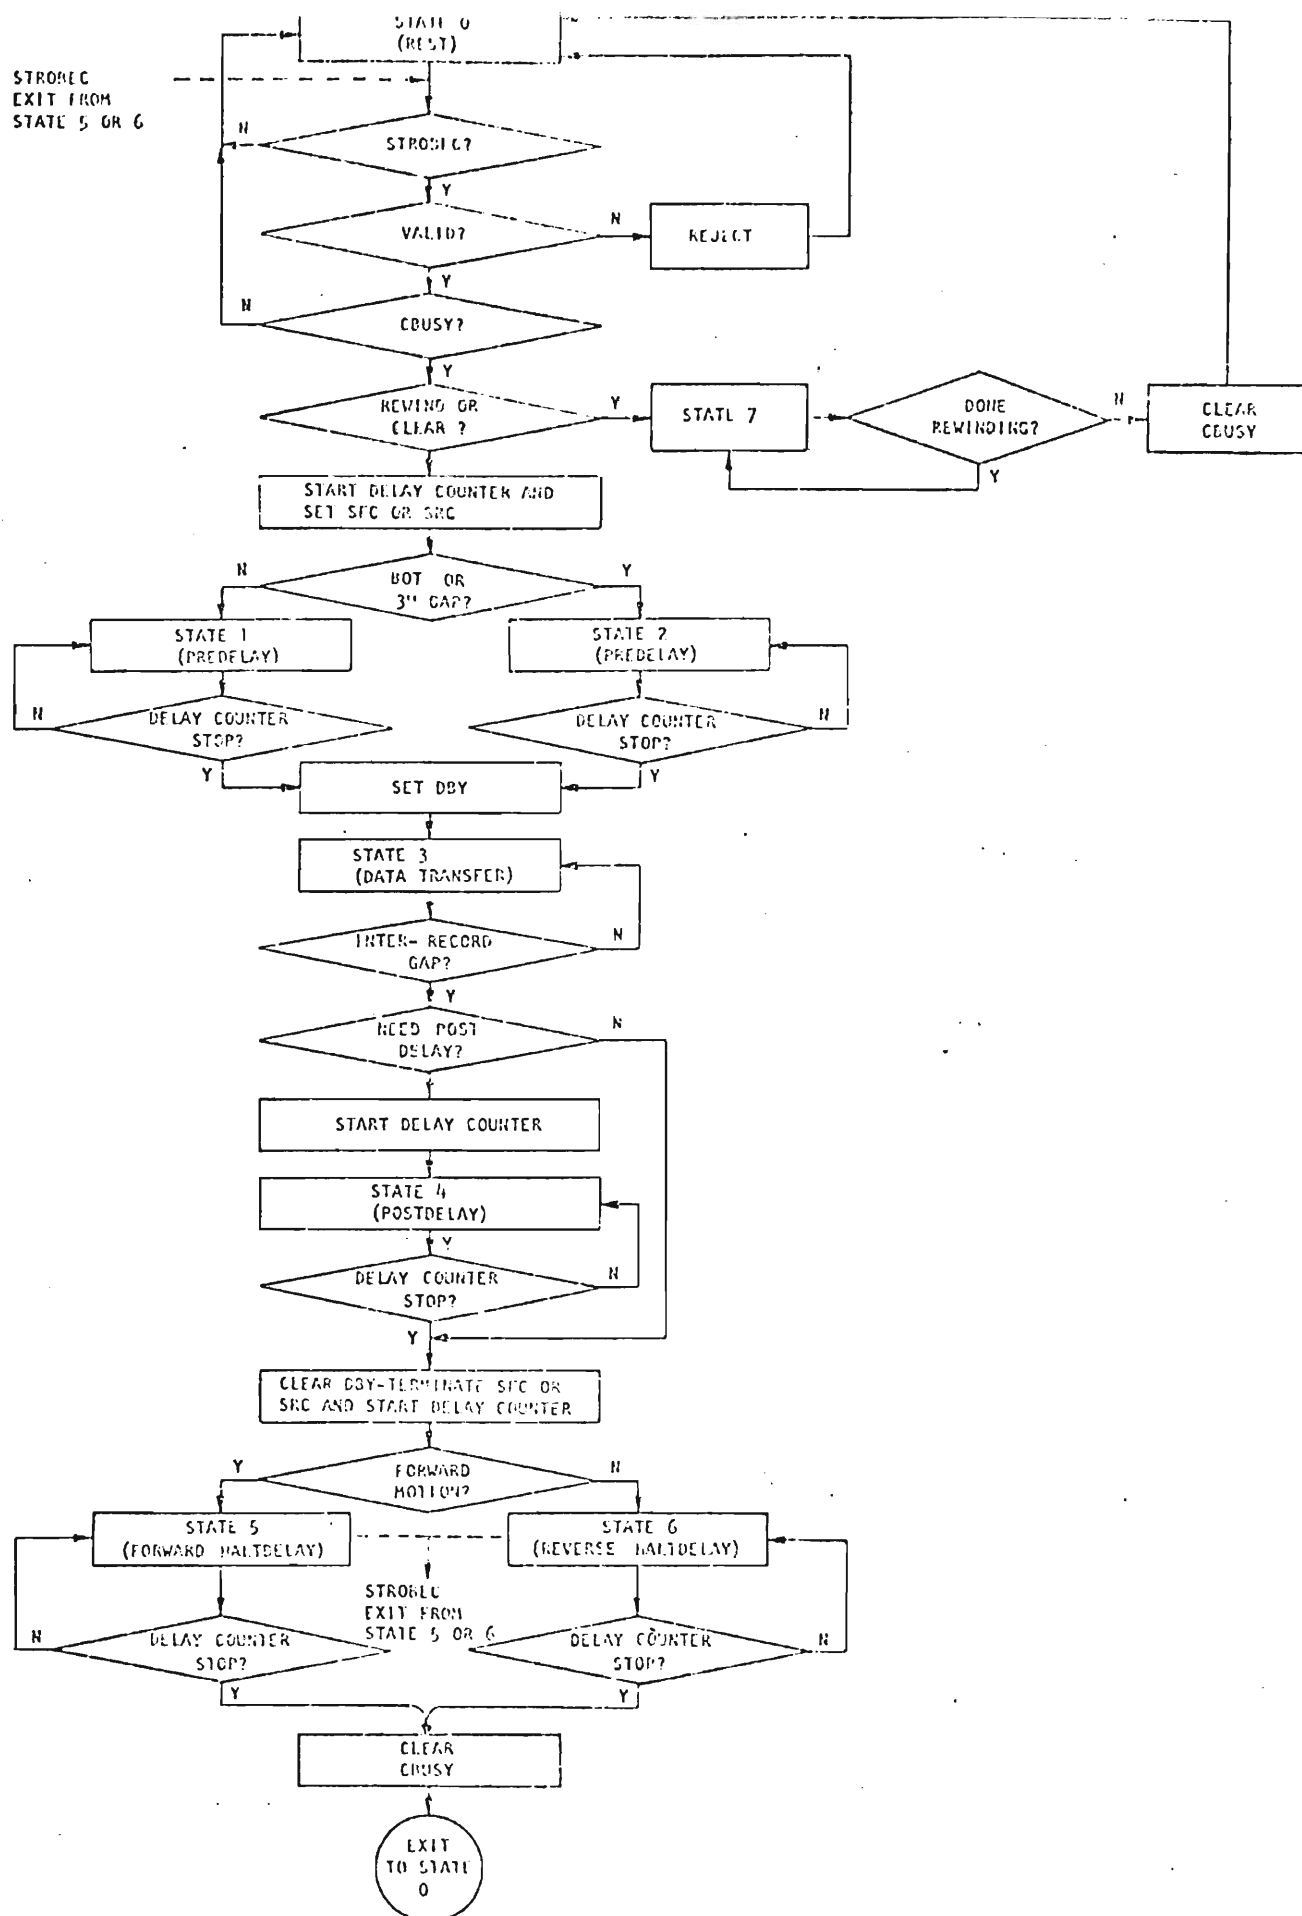 STATE 0
(REST)
STROBEC
EXIT FROM
STATE 5 OR 6
N
STROBEC?
Y
VALID?
N
REJECT
Y
N
CBUSY?
Y
REWIND OR
CLEAR ?
Y
STATE 7
DONE
REWINDING?
N
CLEAR
CBUSY
Y
START DELAY COUNTER AND
SET SFC OR SRC
N
BOT OR
3" GAP?
Y
STATE 1
(PREDELAY)
STATE 2
(PREDELAY)
N
DELAY COUNTER
STOP?
DELAY COUNTER
STOP?
N
Y
Y
SET DBY
STATE 3
(DATA TRANSFER)
INTER-RECORD
GAP?
N
Y
NEED POST
DELAY?
N
START DELAY COUNTER
STATE 4
(POSTDELAY)
Y
DELAY COUNTER
STOP?
N
Y
CLEAR DBY-TERMINATE SFC OR
SRC AND START DELAY COUNTER
Y
FORWARD
MOTION?
N
STATE 5
(FORWARD HALTDELAY)
STATE 6
(REVERSE HALTDELAY)
STROBEC
EXIT FROM
STATE 5 OR 6
N
DELAY COUNTER
STOP?
DELAY COUNTER
STOP?
N
Y
Y
CLEAR
CBUSY
EXIT
TO STATE
0